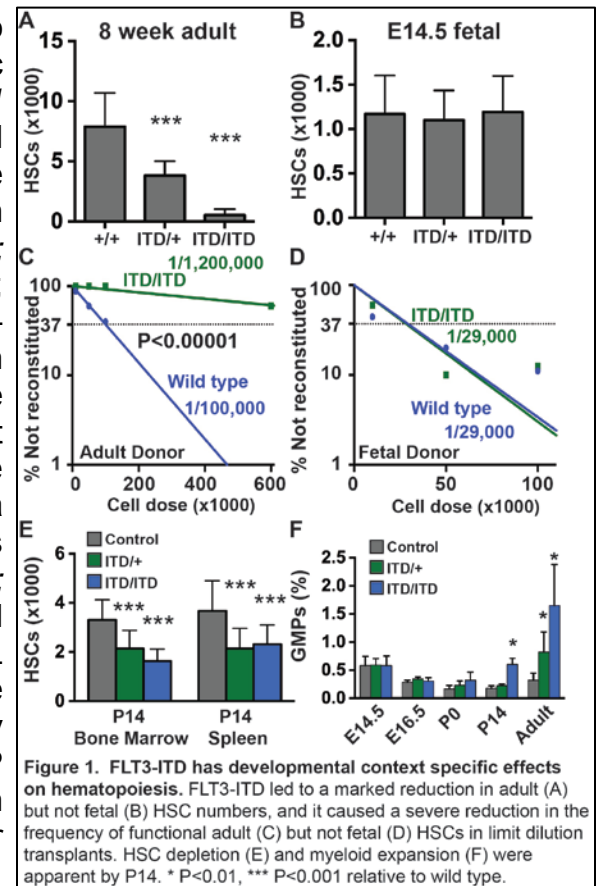 A
8 week adult
HSCs (x1000)
15
10
5
0
***
***
+/+ ITD/+ ITD/ITD
B
E14.5 fetal
HSCs (x1000)
2.0
1.5
1.0
0.5
0.0
+/+ ITD/+ ITD/ITD
C
1/1,200,000
ITD/ITD
% Not reconstituted
100
37
10
1
P<0.00001
Wild type
1/100,000
Adult Donor
0 200 400 600
Cell dose (x1000)
D
% Not reconstituted
100
37
10
1
ITD/ITD
1/29,000
Wild type
1/29,000
Fetal Donor
0 50 100
Cell dose (x1000)
E
Control
ITD/+
ITD/ITD
HSCs (x1000)
6
4
2
0
***
***
***
***
P14 P14
Bone Marrow Spleen
F
Control
ITD/+
ITD/ITD
GMPs (%)
2.5
2.0
1.5
1.0
0.5
0.0
*
*
*
E14.5 E16.5 P0 P14 Adult
Figure 1. FLT3-ITD has developmental context specific effects
on hematopoiesis. FLT3-ITD led to a marked reduction in adult (A)
but not fetal (B) HSC numbers, and it caused a severe reduction in the
frequency of functional adult (C) but not fetal (D) HSCs in limit dilution
transplants. HSC depletion (E) and myeloid expansion (F) were
apparent by P14. * P<0.01, *** P<0.001 relative to wild type.